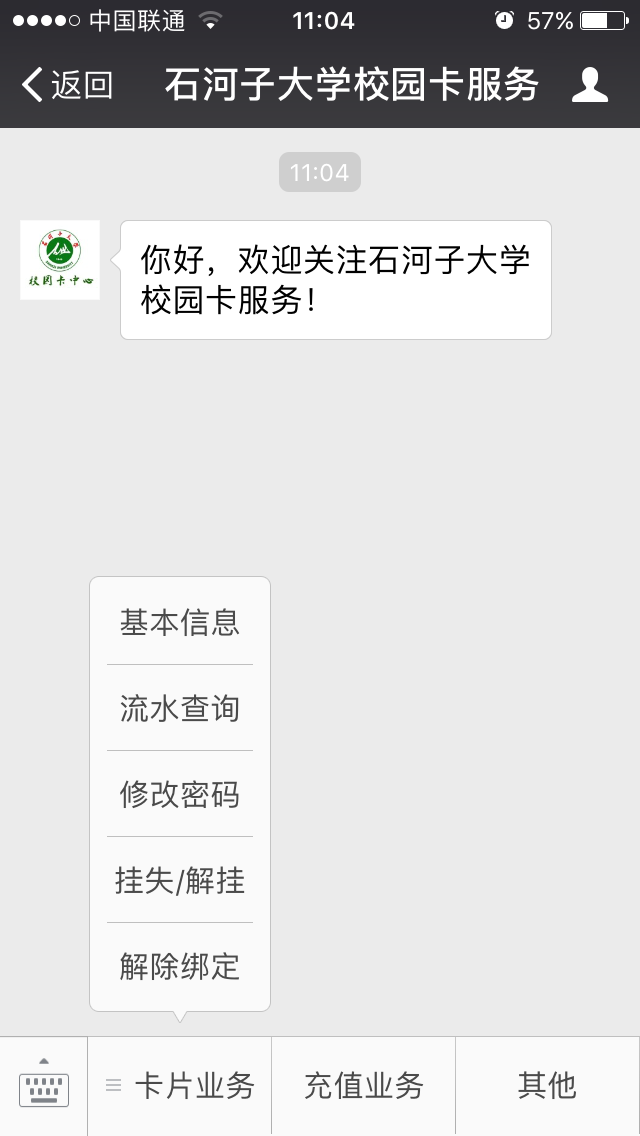 中国联通
11:04
57%
返回
石河子大学校园卡服务
11:04
你好，欢迎关注石河子大学
校园卡服务！
校园卡中心
基本信息
流水查询
修改密码
挂失/解挂
解除绑定
卡片业务
充值业务
其他